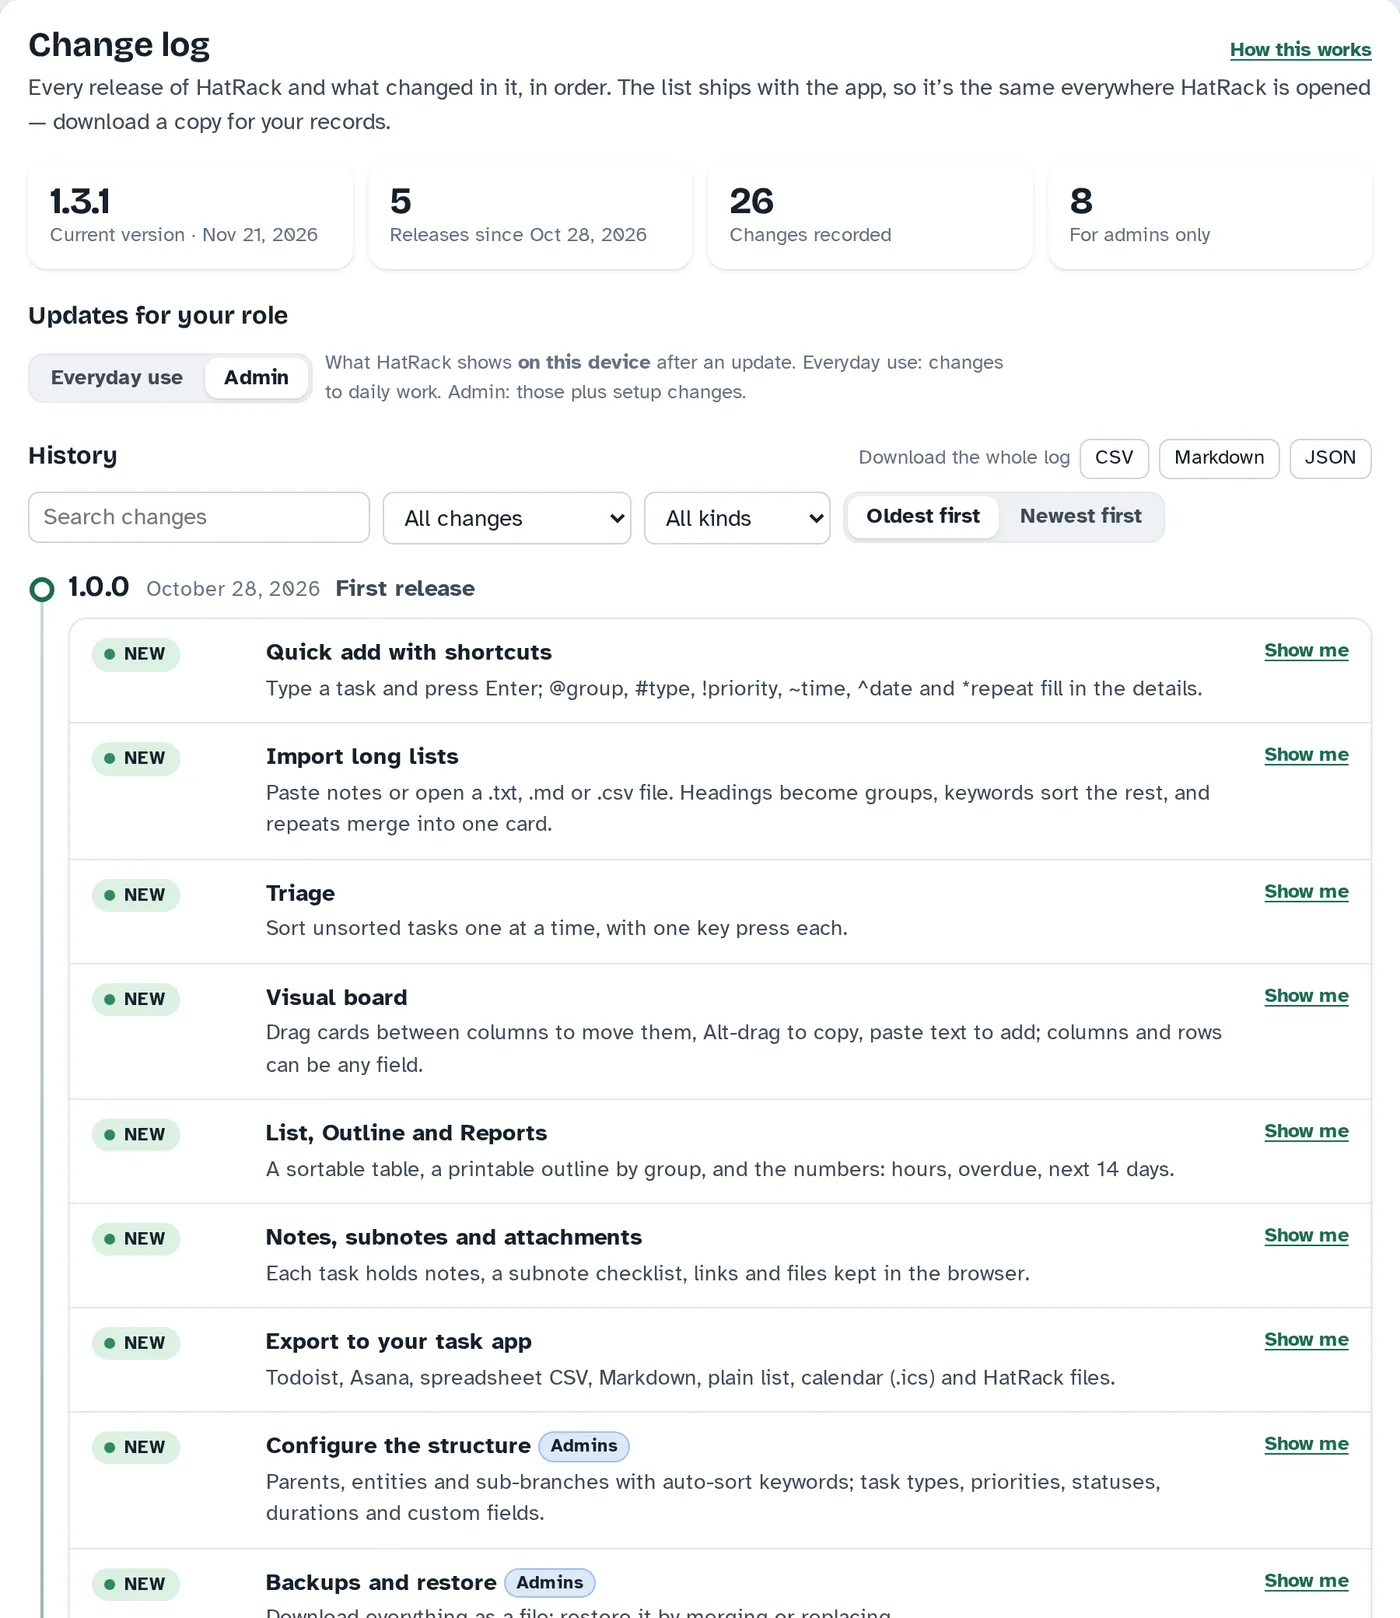 Change log
How this works
Every release of HatRack and what changed in it, in order. The list ships with the app, so it’s the same everywhere HatRack is opened
— download a copy for your records.
1.3.1
Current version · Nov 21, 2026
5
Releases since Oct 28, 2026
26
Changes recorded
8
For admins only
Updates for your role
Everyday use
Admin
What HatRack shows on this device after an update. Everyday use: changes
to daily work. Admin: those plus setup changes.
History
Download the whole log
CSV
Markdown
JSON
Search changes
All changes
All kinds
Oldest first
Newest first
1.0.0 October 28, 2026 First release
NEW
Quick add with shortcuts
Show me
Type a task and press Enter; @group, #type, !priority, ~time, ^date and *repeat fill in the details.
NEW
Import long lists
Show me
Paste notes or open a .txt, .md or .csv file. Headings become groups, keywords sort the rest, and
repeats merge into one card.
NEW
Triage
Show me
Sort unsorted tasks one at a time, with one key press each.
NEW
Visual board
Show me
Drag cards between columns to move them, Alt-drag to copy, paste text to add; columns and rows
can be any field.
NEW
List, Outline and Reports
Show me
A sortable table, a printable outline by group, and the numbers: hours, overdue, next 14 days.
NEW
Notes, subnotes and attachments
Show me
Each task holds notes, a subnote checklist, links and files kept in the browser.
NEW
Export to your task app
Show me
Todoist, Asana, spreadsheet CSV, Markdown, plain list, calendar (.ics) and HatRack files.
NEW
Configure the structure Admins
Show me
Parents, entities and sub-branches with auto-sort keywords; task types, priorities, statuses,
durations and custom fields.
NEW
Backups and restore Admins
Show me
Download everything as a file; restore it by merging or replacing.